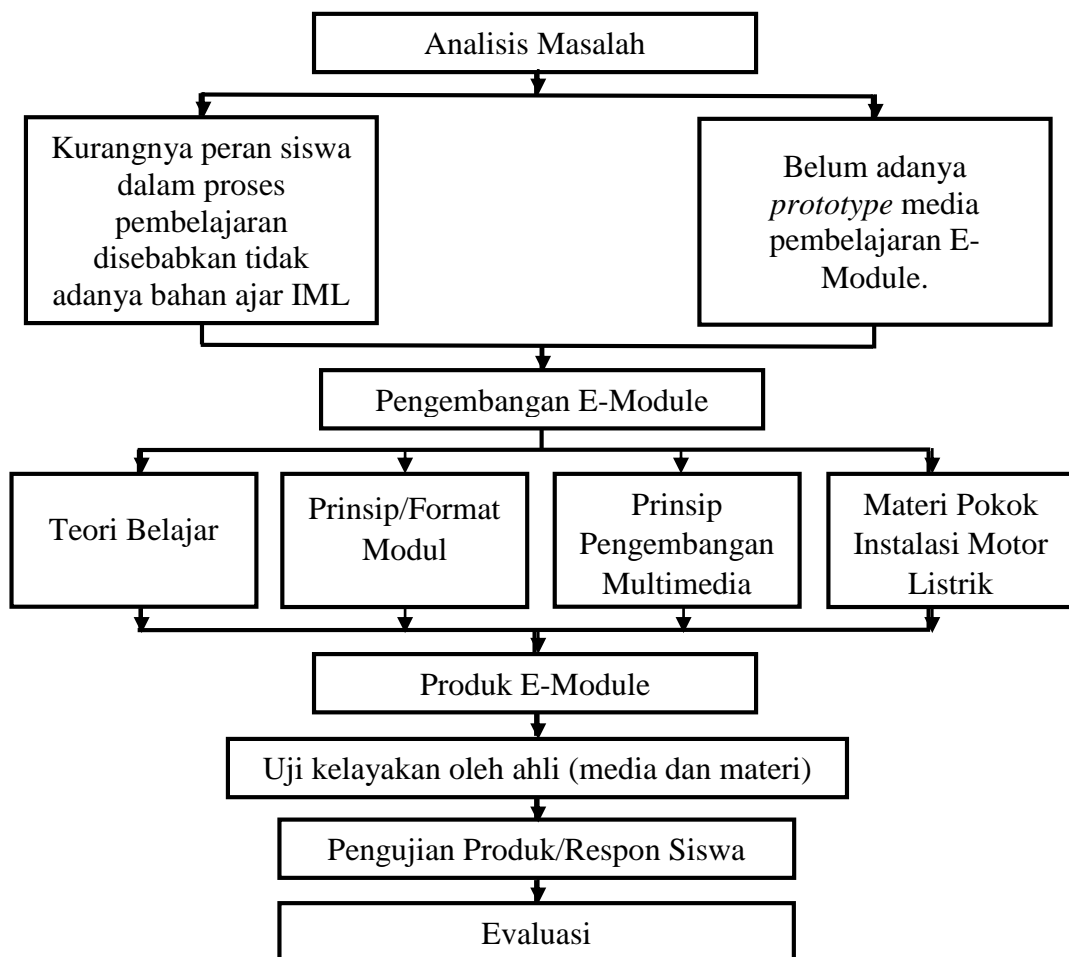 Analisis Masalah
Kurangnya peran siswa
dalam proses
pembelajaran
disebabkan tidak
adanya bahan ajar IML
Belum adanya
prototype media
pembelajaran E-
Module.
Pengembangan E-Module
Teori Belajar
Prinsip/Format
Modul
Prinsip
Pengembangan
Multimedia
Materi Pokok
Instalasi Motor
Listrik
Produk E-Module
Uji kelayakan oleh ahli (media dan materi)
Pengujian Produk/Respon Siswa
Evaluasi